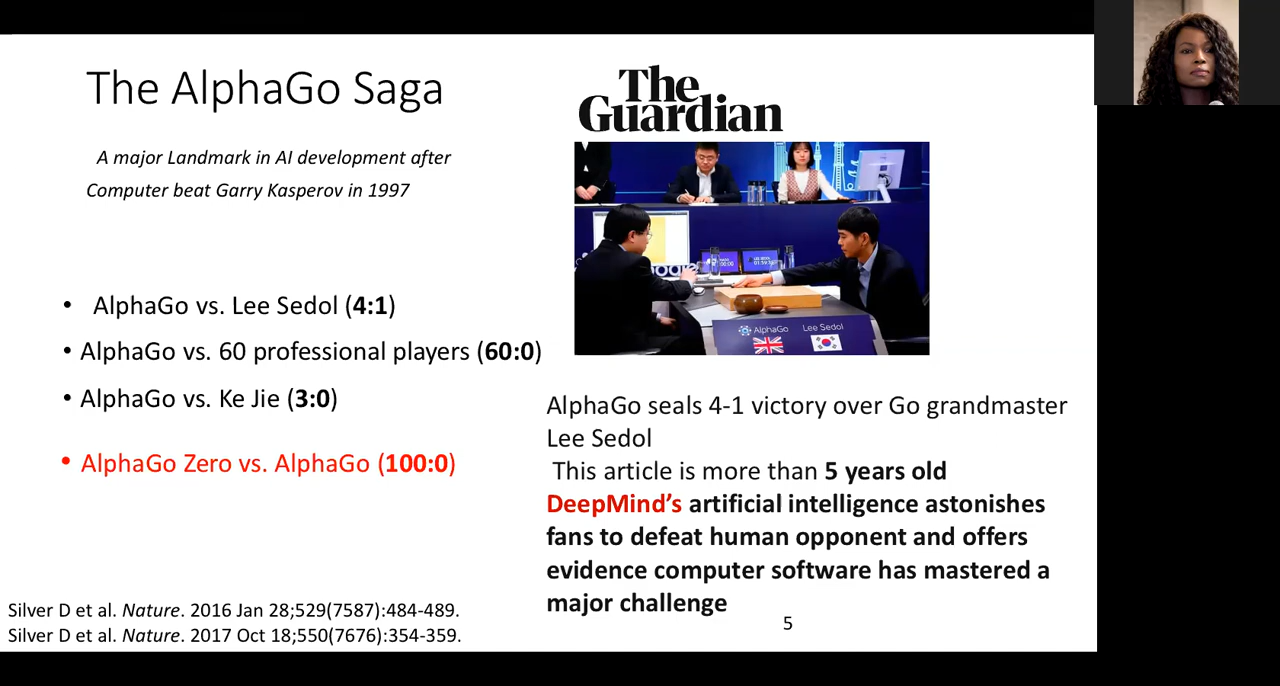 The AlphaGo Saga
A major Landmark in AI development after
Computer beat Garry Kasperov in 1997
• AlphaGo vs. Lee Sedol (4:1)
• AlphaGo vs. 60 professional players (60:0)
• AlphaGo vs. Ke Jie (3:0)
• AlphaGo Zero vs. AlphaGo (100:0)
Silver D et al. Nature. 2016 Jan 28;529(7587):484-489.
Silver D et al. Nature. 2017 Oct 18;550(7676):354-359.
The
Guardian
AlphaGo
Lee Sedol
AlphaGo seals 4-1 victory over Go grandmaster
Lee Sedol
This article is more than 5 years old
DeepMind’s artificial intelligence astonishes
fans to defeat human opponent and offers
evidence computer software has mastered a
major challenge
5